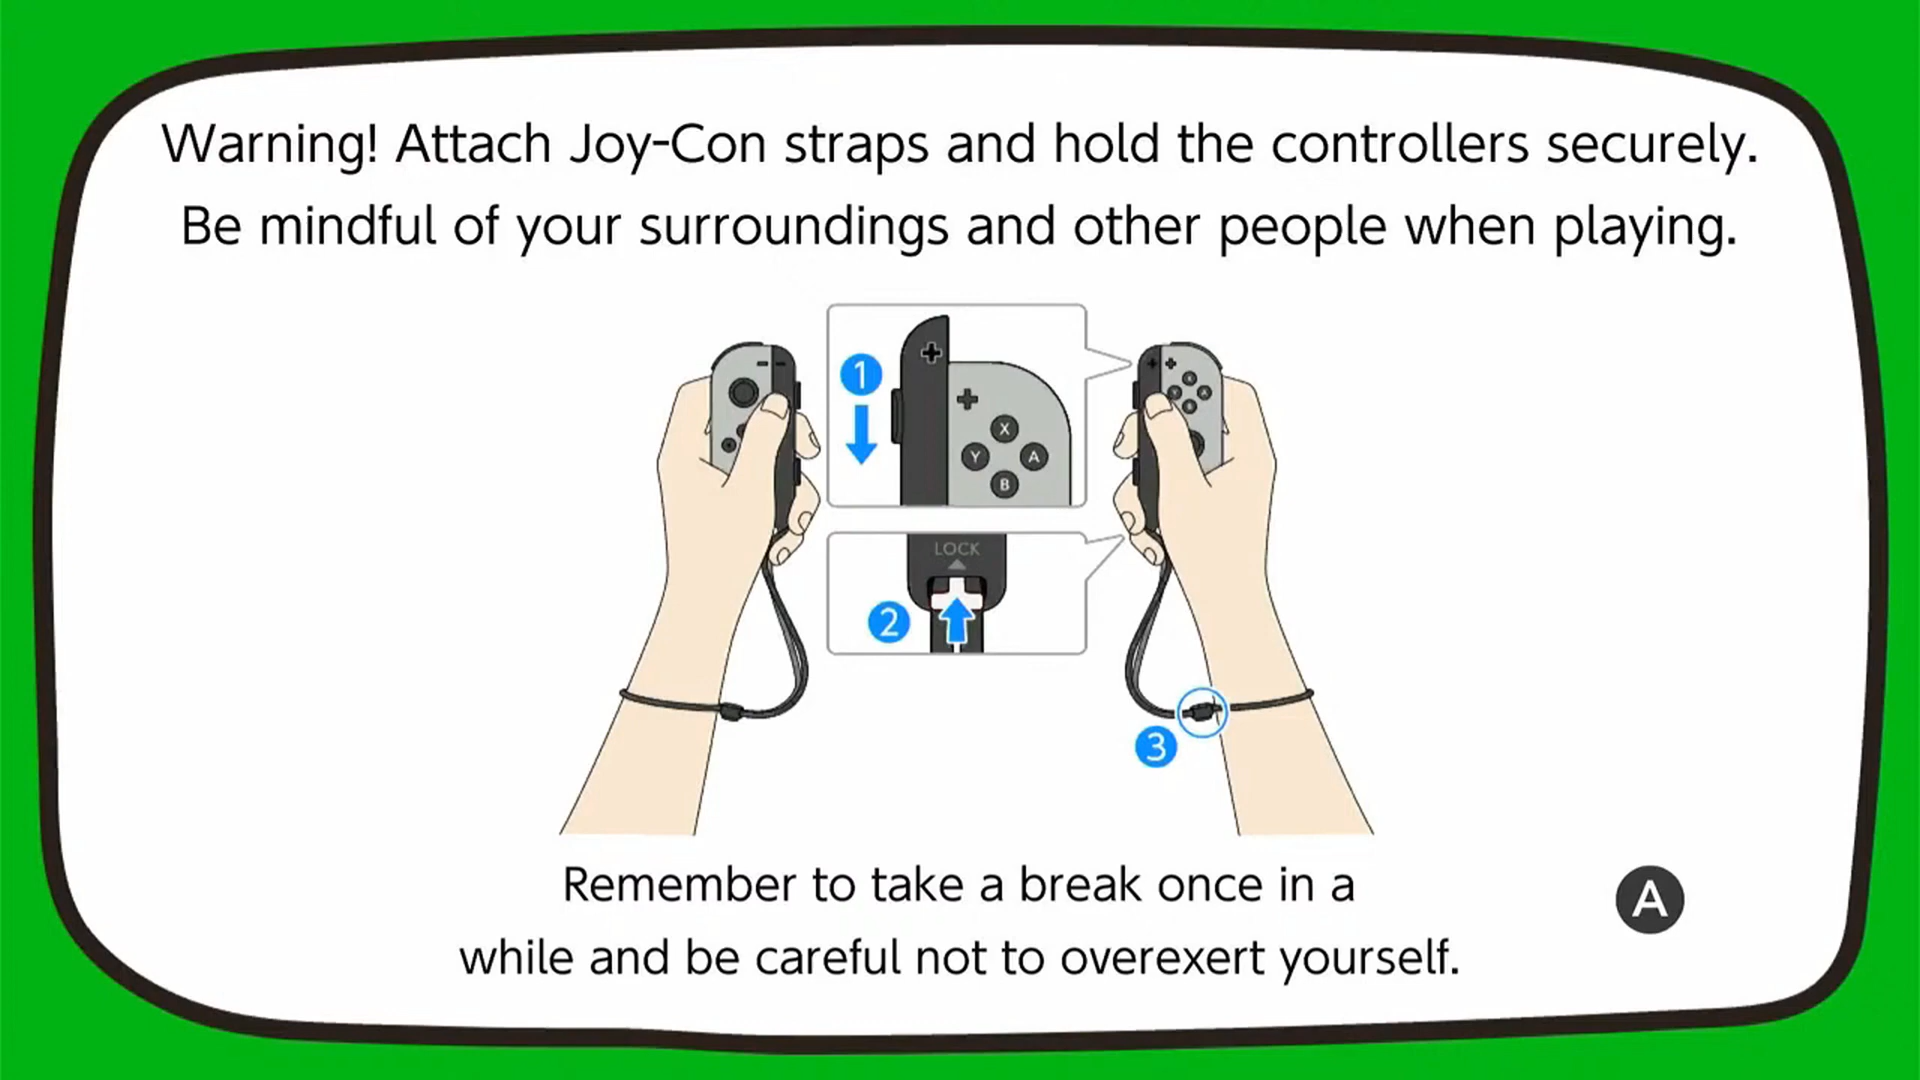 Warning! Attach Joy-Con straps and hold the controllers securely.
Be mindful of your surroundings and other people when playing.
1
X
Y A
B
LOCK
2
3
Remember to take a break once in a
while and be careful not to overexert yourself.
A